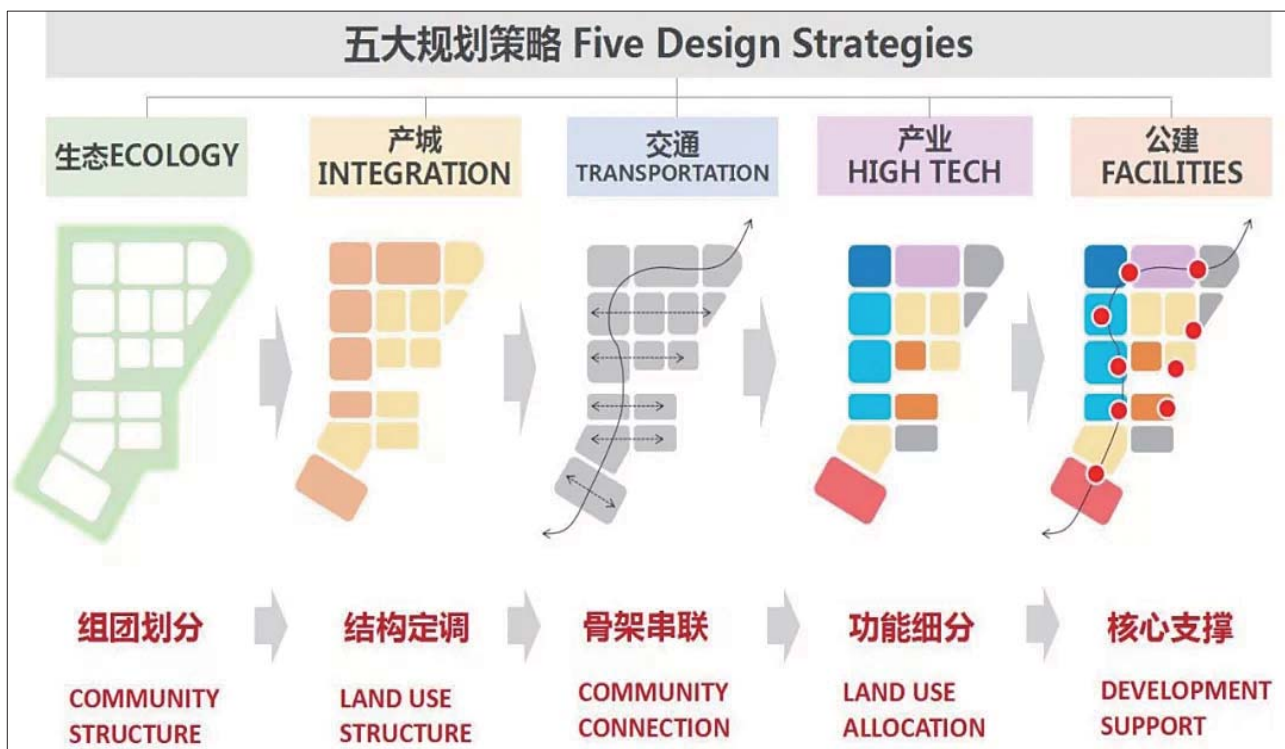 五大规划策略 Five Design Strategies
生态ECOLOGY
产城
INTEGRATION
交通
TRANSPORTATION
产业
HIGH TECH
公建
FACILITIES
组团划分
结构定调
骨架串联
功能细分
核心支撑
COMMUNITY
STRUCTURE
LAND USE
STRUCTURE
COMMUNITY
CONNECTION
LAND USE
ALLOCATION
DEVELOPMENT
SUPPORT